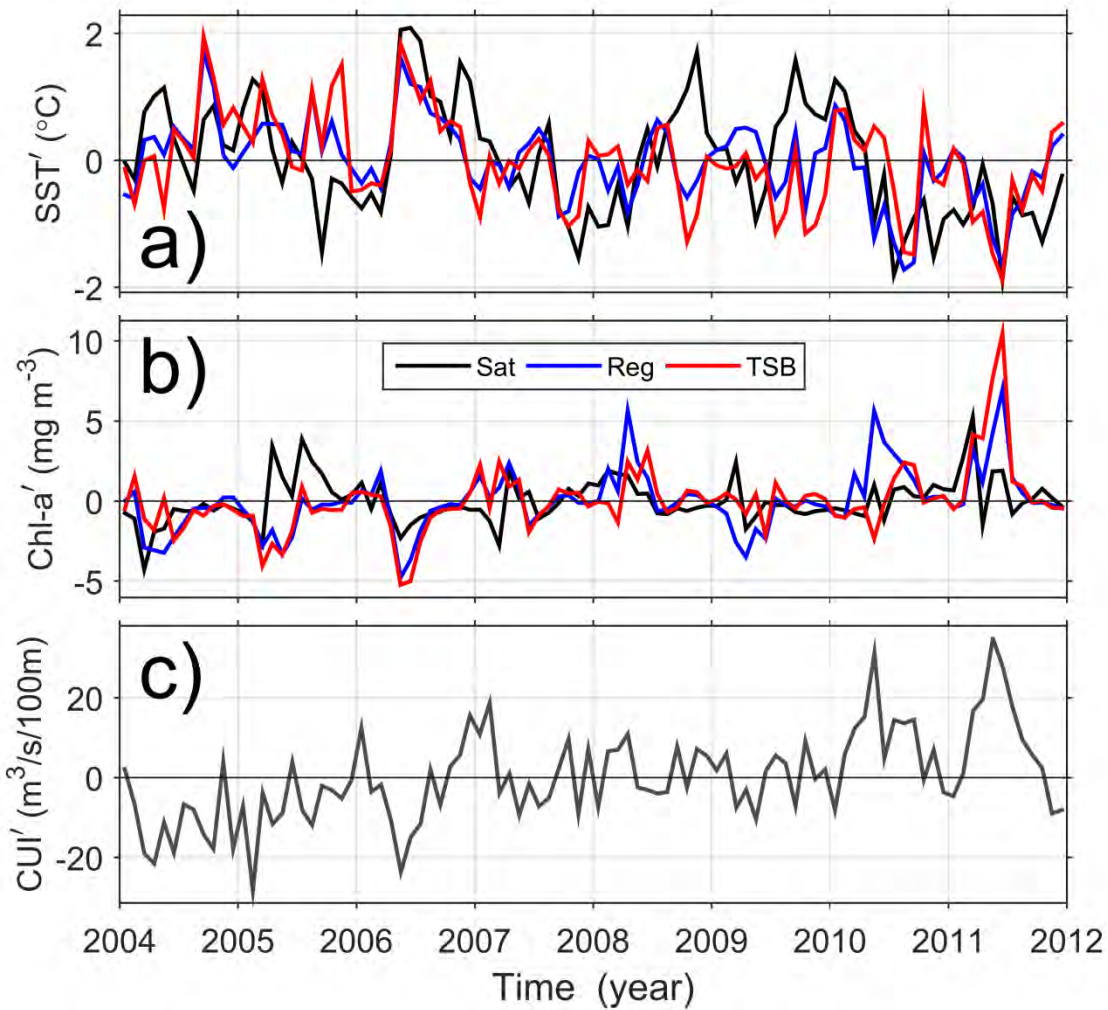 2
0
-2
SST′ (°C)
a)
10
5
0
-5
Chl-a′ (mg m⁻³)
b)
Sat Reg TSB
20
0
-20
CUI′ (m³/s/100m)
c)
2004 2005 2006 2007 2008 2009 2010 2011 2012
Time (year)